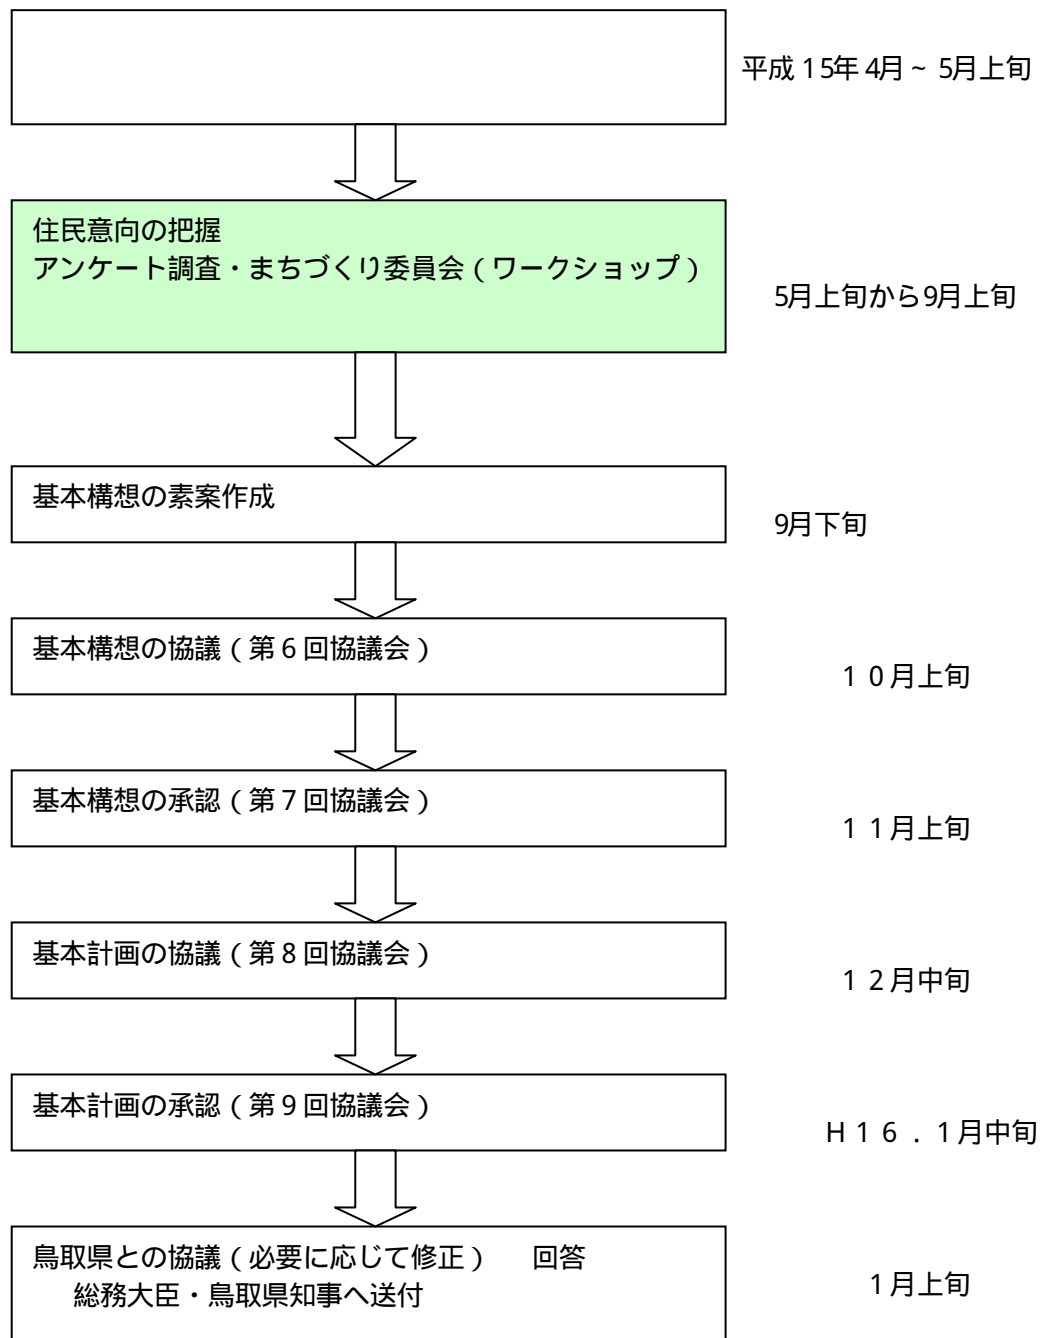 平成15年4月~5月上旬
住民意向の把握
アンケート調査・まちづくり委員会(ワークショップ)
5月上旬から9月上旬
基本構想の素案作成
9月下旬
基本構想の協議(第6回協議会)
10月上旬
基本構想の承認(第7回協議会)
11月上旬
基本計画の協議(第8回協議会)
12月中旬
基本計画の承認(第9回協議会)
H16.1月中旬
鳥取県との協議(必要に応じて修正) 回答
総務大臣・鳥取県知事へ送付
1月上旬